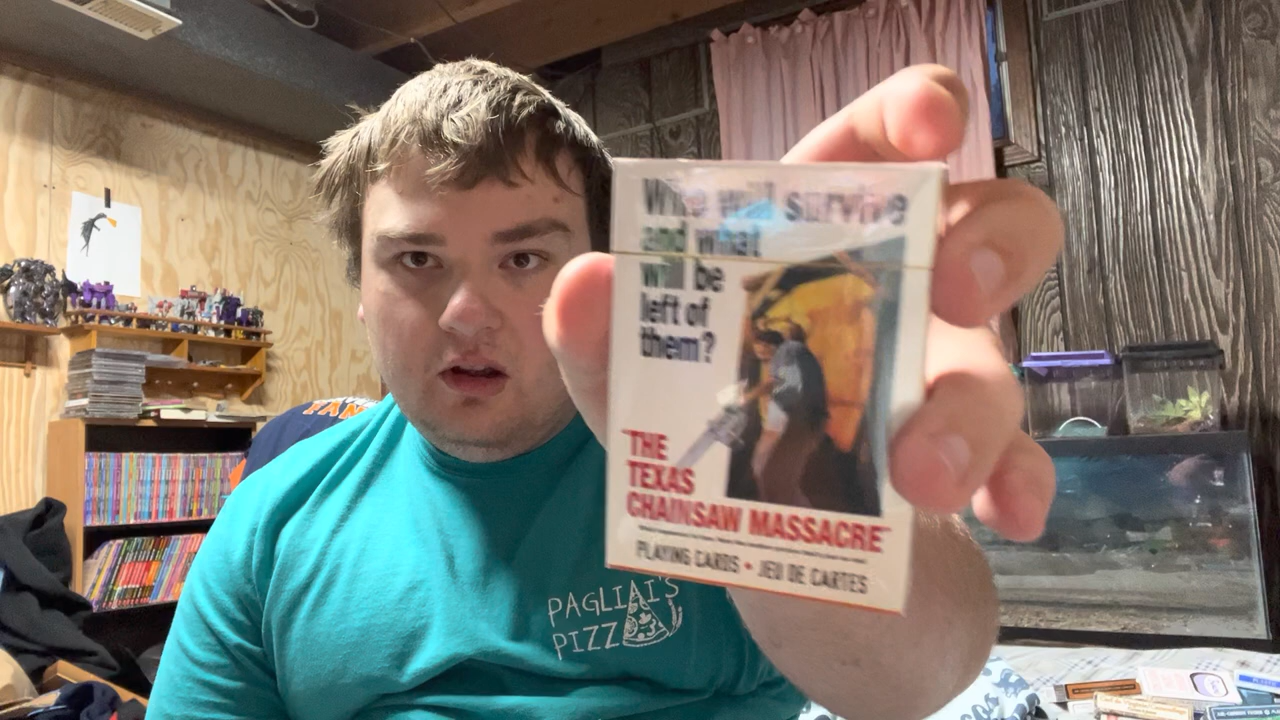 Who will survive
and what
will be
left of
them?
"THE
TEXAS
CHAINSAW MASSACRE"
PLAYING CARDS • JEU DE CARTES
PAGLIAI'S
PIZZ